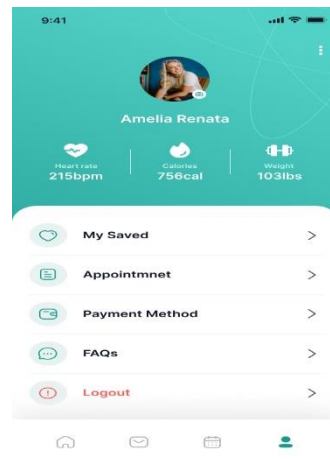 9:41
Amelia Renata
Heart rate Calories Weight
215bpm 756cal 103lbs
My Saved
Appointmnet
Payment Method
FAQs
Logout